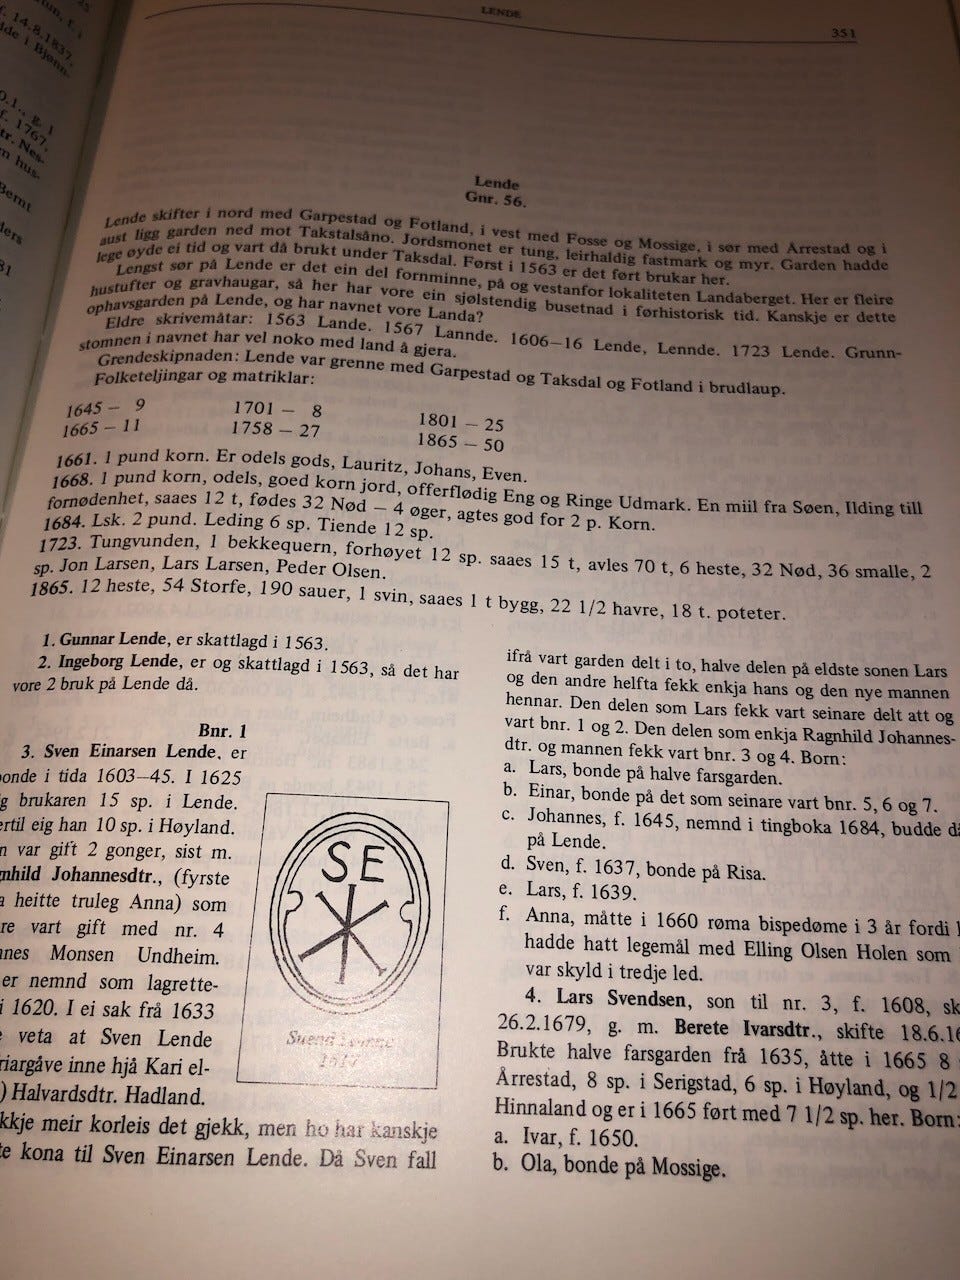 25
f. 14.8.1837,
de i Bjønn-
f. 1767,
tr. Nes-
m hus-
Bernt
ders
81
LENDE
351
Lende
Gnr. 56.
Lende skifter i nord med Garpestad og Fotland, i vest med Fosse og Mossige, i sør med Årrestad og i
aust ligg garden ned mot Takstalsåno. Jordsmonet er tung, leirhaldig fastmark og myr. Garden hadde
lege øyde ei tid og vart då brukt under Taksdal. Først i 1563 er det ført brukar her.
Lengst sør på Lende er det ein del fornminne, på og vestanfor lokaliteten Landaberget. Her er fleire
hustufter og gravhaugar, så her har vore ein sjølstendig busetnad i førhistorisk tid. Kanskje er dette
ophavsgarden på Lende, og har navnet vore Landa?
Eldre skrivemåtar: 1563 Lande. 1567 Lannde. 1606—16 Lende, Lennde. 1723 Lende. Grunn-
stomnen i navnet har vel noko med land å gjera.
Grendeskipnaden: Lende var grenne med Garpestad og Taksdal og Fotland i brudlaup.
Folketeljingar og matriklar:
1645 — 9 1701 — 8 1801 — 25
1665 — 11 1758 — 27 1865 — 50
1661. 1 pund korn. Er odels gods, Lauritz, Johans, Even.
1668. 1 pund korn, odels, goed korn jord, offerflødig Eng og Ringe Udmark. En miil fra Søen, Ilding till
fornødenhet, saaes 12 t, fødes 32 Nød — 4 øger, agtes god for 2 p. Korn.
1684. Lsk. 2 pund. Leding 6 sp. Tiende 12 sp.
1723. Tungvunden, 1 bekkequern, forhøyet 12 sp. saaes 15 t, avles 70 t, 6 heste, 32 Nød, 36 smalle, 2
sp. Jon Larsen, Lars Larsen, Peder Olsen.
1865. 12 heste, 54 Storfe, 190 sauer, 1 svin, saaes 1 t bygg, 22 1/2 havre, 18 t. poteter.
1. Gunnar Lende, er skattlagd i 1563.
2. Ingeborg Lende, er og skattlagd i 1563, så det har
vore 2 bruk på Lende då.
Bnr. 1
3. Sven Einarsen Lende, er
bonde i tida 1603—45. I 1625
g brukaren 15 sp. i Lende.
ertil eig han 10 sp. i Høyland.
n var gift 2 gonger, sist m.
nhild Johannesdtr., (fyrste
a heitte truleg Anna) som
re vart gift med nr. 4
nnes Monsen Undheim.
er nemnd som lagrette-
i 1620. I ei sak frå 1633
veta at Sven Lende
riargåve inne hjå Kari el-
) Halvardsdtr. Hadland.
kkje meir korleis det gjekk, men ho har kanskje
te kona til Sven Einarsen Lende. Då Sven fall
SE
1617
ifrå vart garden delt i to, halve delen på eldste sonen Lars
og den andre helfta fekk enkja hans og den nye mannen
hennar. Den delen som Lars fekk vart seinare delt att og
vart bnr. 1 og 2. Den delen som enkja Ragnhild Johannes-
dtr. og mannen fekk vart bnr. 3 og 4. Born:
a. Lars, bonde på halve farsgarden.
b. Einar, bonde på det som seinare vart bnr. 5, 6 og 7.
c. Johannes, f. 1645, nemnd i tingboka 1684, budde d
på Lende.
d. Sven, f. 1637, bonde på Risa.
e. Lars, f. 1639.
f. Anna, måtte i 1660 røma bispedøme i 3 år fordi
hadde hatt legemål med Elling Olsen Holen som
var skyld i tredje led.
4. Lars Svendsen, son til nr. 3, f. 1608, sk
26.2.1679, g. m. Berete Ivarsdtr., skifte 18.6.16
Brukte halve farsgarden frå 1635, åtte i 1665 8
Årrestad, 8 sp. i Serigstad, 6 sp. i Høyland, og 1/2
Hinnaland og er i 1665 ført med 7 1/2 sp. her. Born:
a. Ivar, f. 1650.
b. Ola, bonde på Mossige.